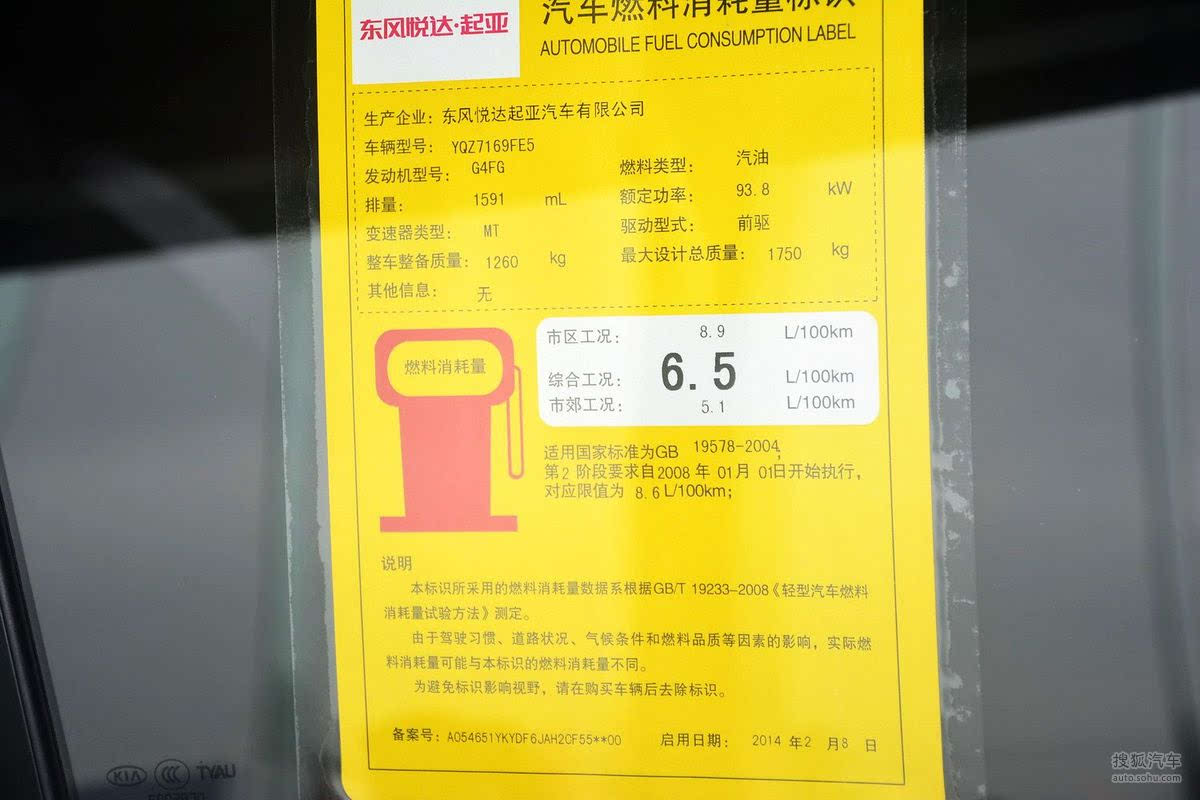 东风悦达·起亚
汽车燃料消耗量标识
AUTOMOBILE FUEL CONSUMPTION LABEL
生产企业: 东风悦达起亚汽车有限公司
车辆型号: YQZ7169FE5
发动机型号: G4FG 燃料类型: 汽油
排量: 1591 mL 额定功率: 93.8 kW
变速器类型: MT 驱动型式: 前驱
整车整备质量: 1260 kg 最大设计总质量: 1750 kg
其他信息: 无
燃料消耗量
市区工况: 8.9 L/100km
综合工况: 6.5 L/100km
市郊工况: 5.1 L/100km
适用国家标准为GB 19578-2004;
第2 阶段要求自2008 年 01月 01日开始执行,
对应限值为 8.6 L/100km;
说明
本标识所采用的燃料消耗量数据系根据GB/T 19233-2008《轻型汽车燃料
消耗量试验方法》测定。
由于驾驶习惯、道路状况、气候条件和燃料品质等因素的影响,实际燃
料消耗量可能与本标识的燃料消耗量不同。
为避免标识影响视野,请在购买车辆后去除标识。
备案号: A054651YKYDF6JAH2CF55**00 启用日期: 2014 年2 月8 日
KIA CCC TYAU
搜狐汽车
auto.sohu.com